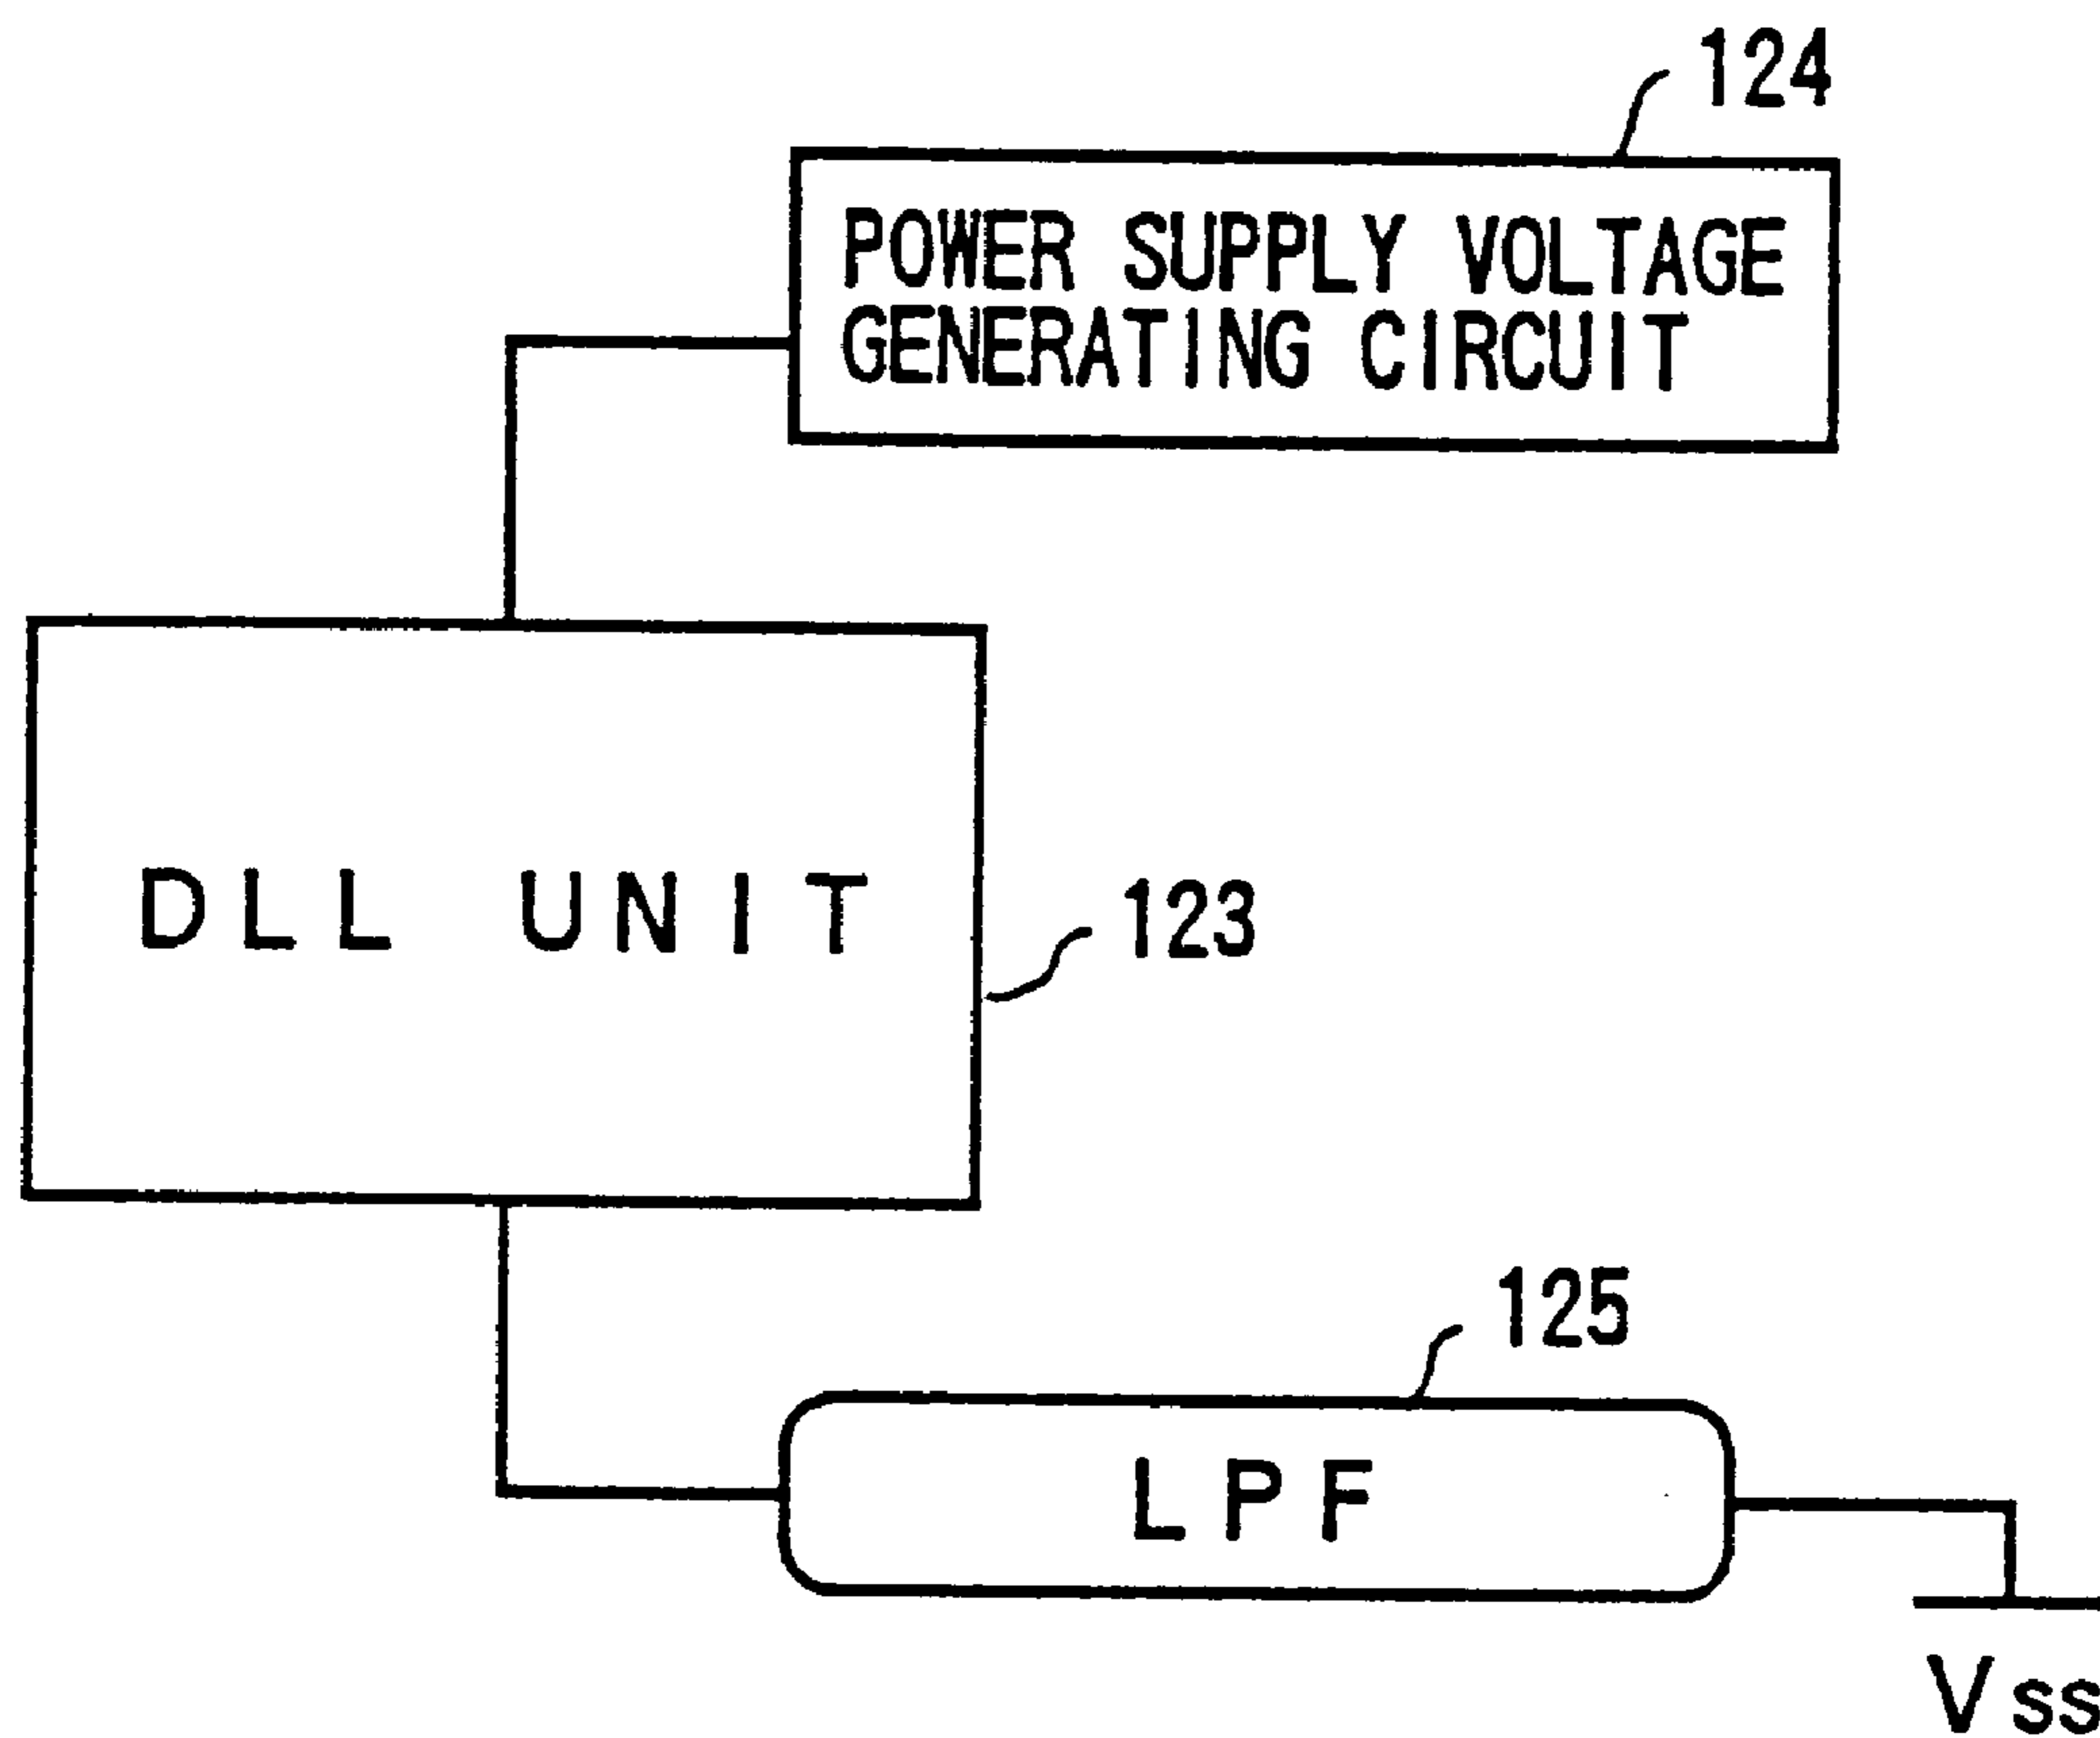 124
POWER SUPPLY VOLTAGE
GENERATING CIRCUIT
DLL UNIT
123
125
LPF
Vss